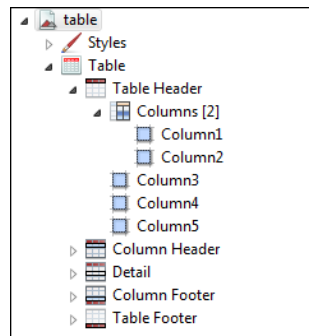 table
Styles
Table
Table Header
Columns [2]
Column1
Column2
Column3
Column4
Column5
Column Header
Detail
Column Footer
Table Footer